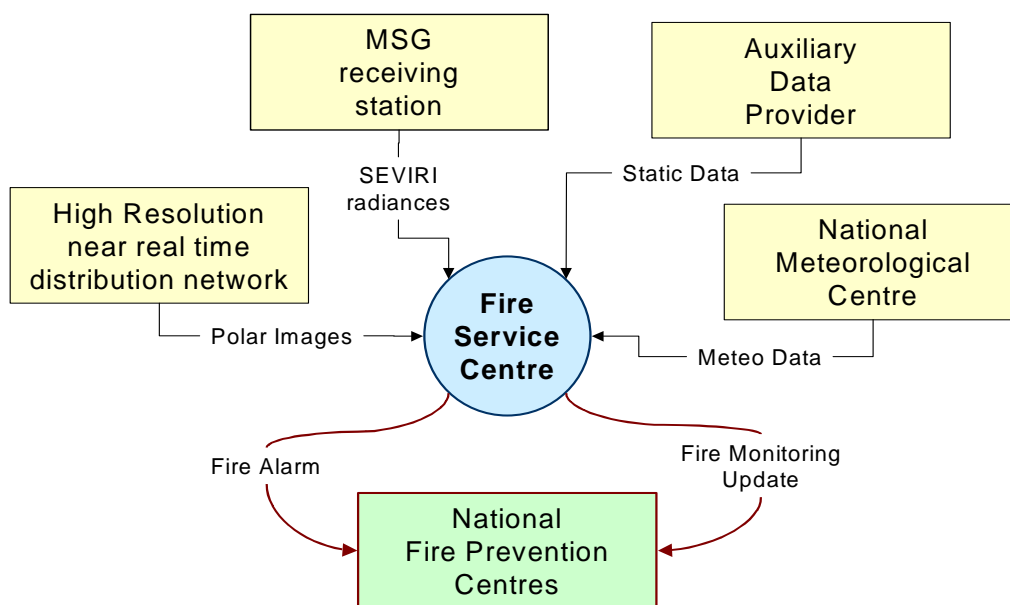 MSG
receiving
station
Auxiliary
Data
Provider
SEVIRI
radiances
Static Data
High Resolution
near real time
distribution network
National
Meteorological
Centre
Fire
Service
Centre
Polar Images
Meteo Data
Fire Alarm
Fire Monitoring
Update
National
Fire Prevention
Centres